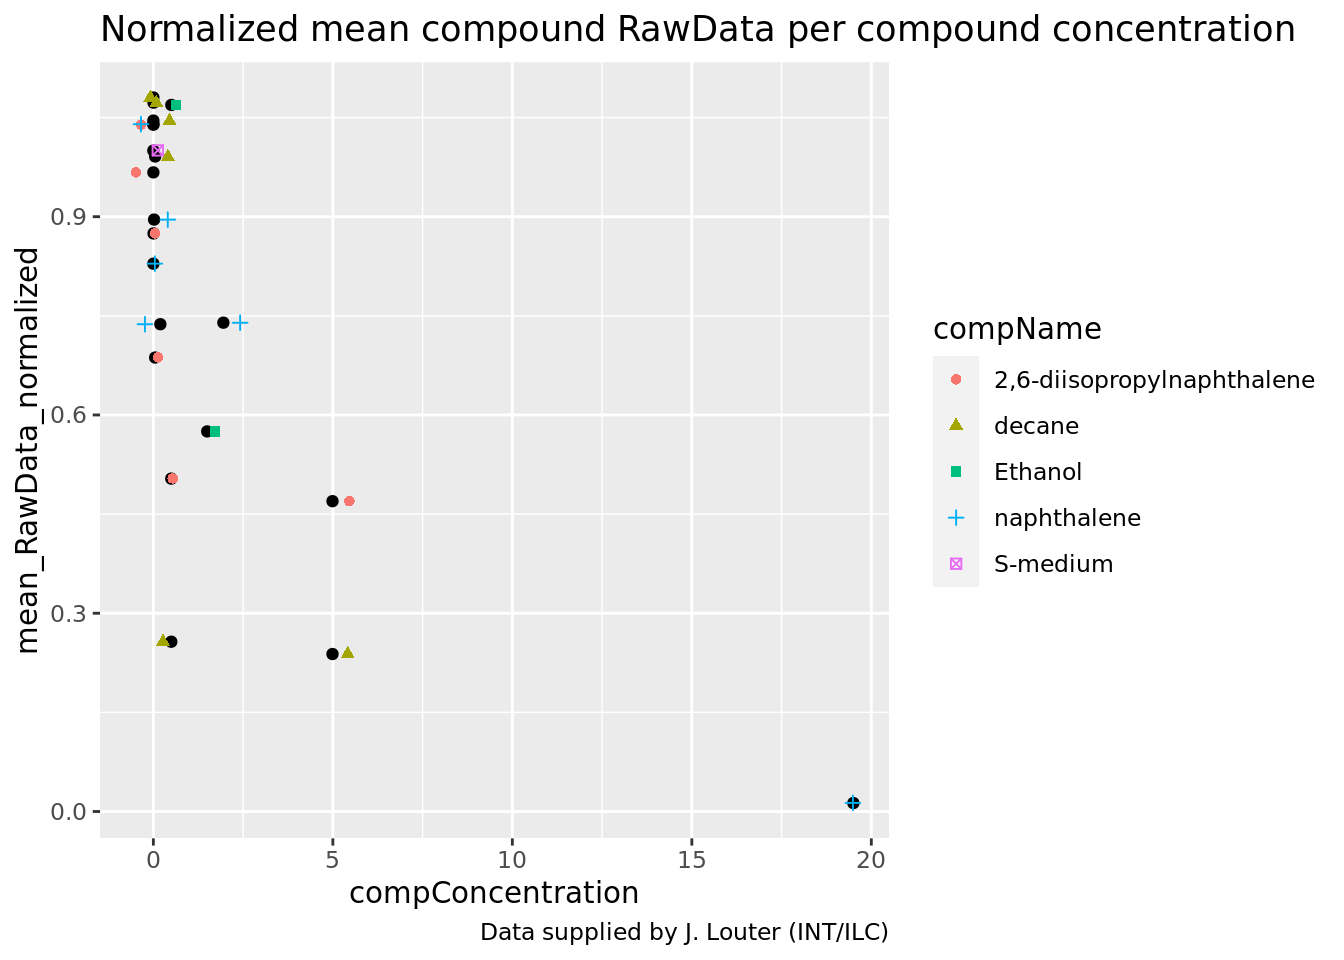 Normalized mean compound RawData per compound concentration
mean_RawData_normalized
0.9
0.6
0.3
0.0
0 5 10 15 20
compConcentration
Data supplied by J. Louter (INT/ILC)
compName
2,6-diisopropylnaphthalene
decane
Ethanol
naphthalene
S-medium